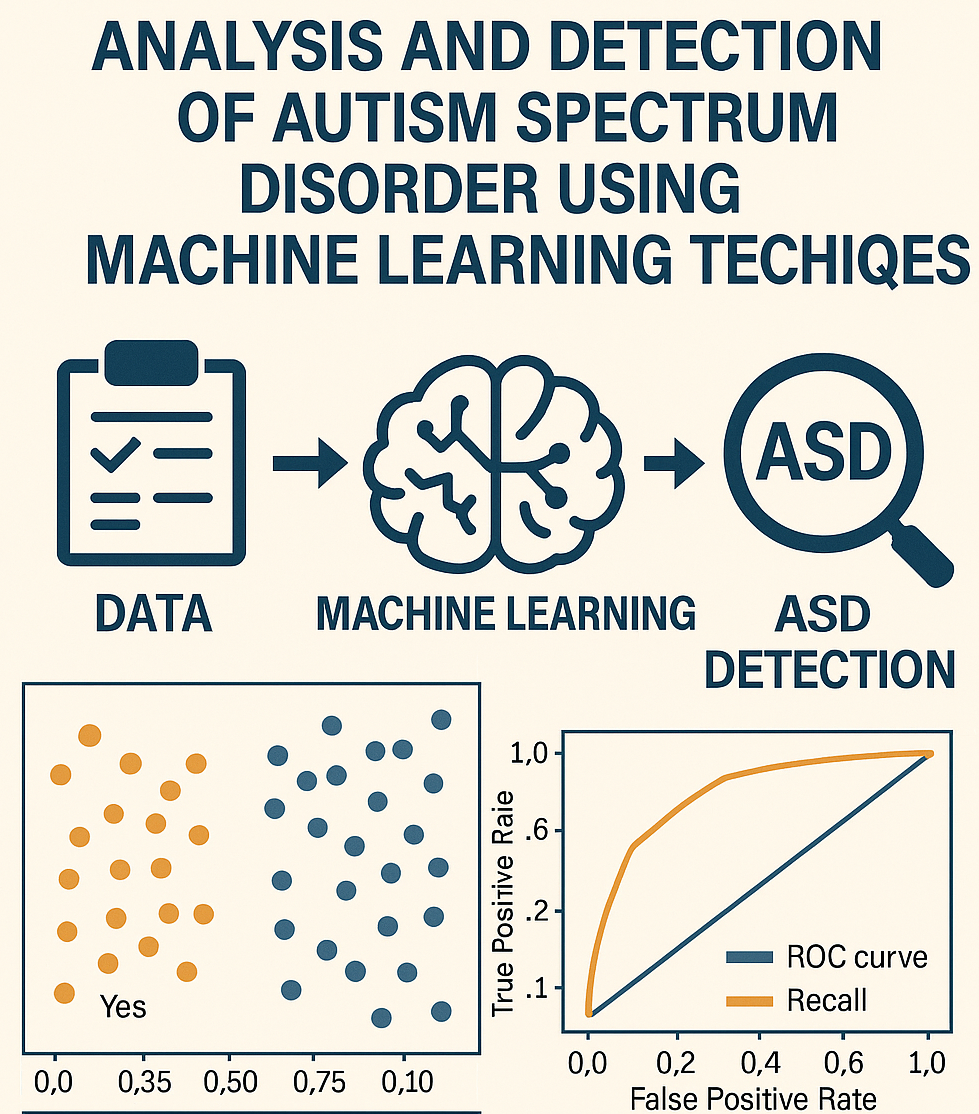 ANALYSIS AND DETECTION
OF AUTISM SPECTRUM
DISORDER USING
MACHINE LEARNING TECHIQES
ASD
DATA
MACHINE LEARNING
ASD
DETECTION
Yes
0,0 0,35 0,50 0,75 0,10
True Positive Raie
1,0
.6
.2
.1
ROC curve
Recall
0,0 0,2 0,4 0,6 1,0
False Positive Rate